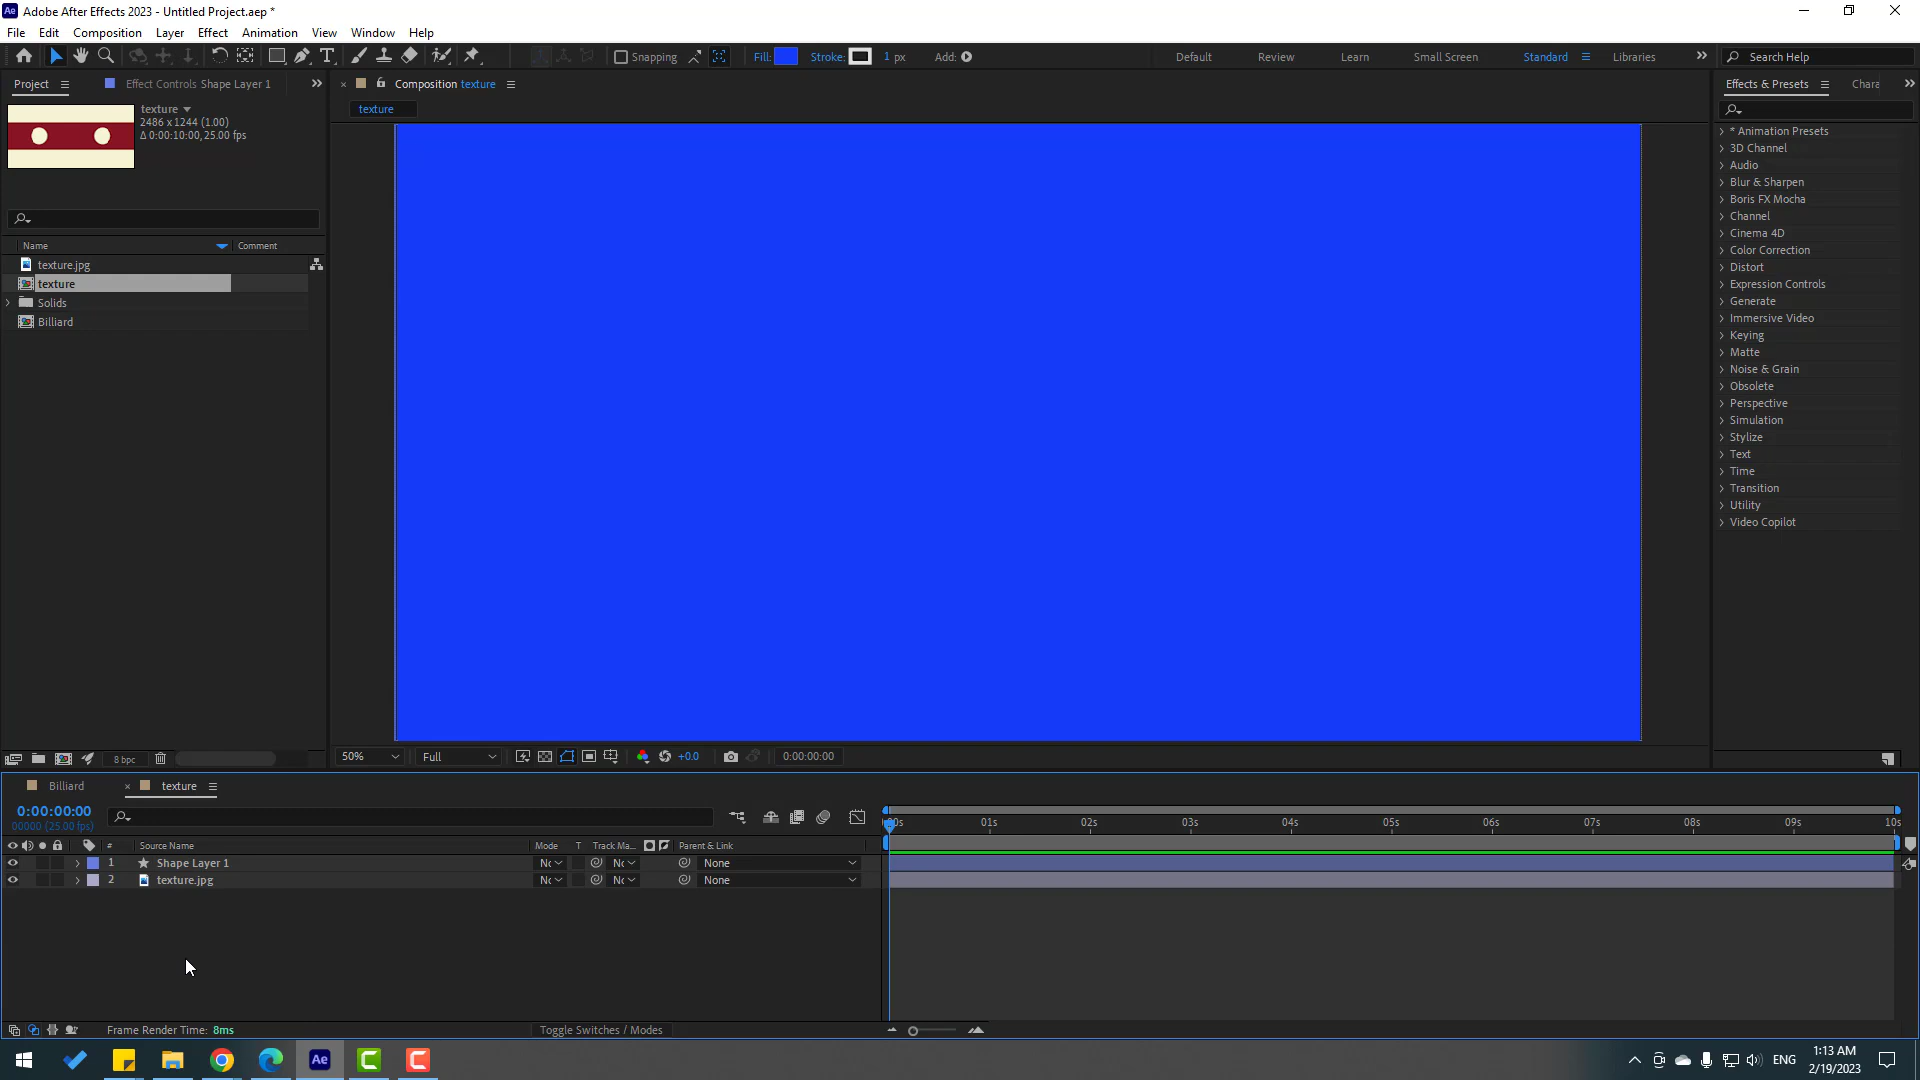 Ae Adobe After Effects 2023 - Untitled Project.aep *
File Edit Composition Layer Effect Animation View Window Help
Snapping Fill: Stroke: 1 px Add: Default Review Learn Small Screen Standard Libraries Search Help
Project Effect Controls Shape Layer 1
Composition texture
Effects & Presets Chara
texture
2486 x 1244 (1.00)
Δ 0:00:10:00, 25.00 fps
texture
Name Comment
texture.jpg
texture
Solids
Billiard
* Animation Presets
3D Channel
Audio
Blur & Sharpen
Boris FX Mocha
Channel
Cinema 4D
Color Correction
Distort
Expression Controls
Generate
Immersive Video
Keying
Matte
Noise & Grain
Obsolete
Perspective
Simulation
Stylize
Text
Time
Transition
Utility
Video Copilot
8 bpc
50% Full +0.0 0:00:00:00
Billiard texture
0:00:00:00
00000 (25.00 fps)
01s 02s 03s 04s 05s 06s 07s 08s 09s 10s
# Source Name Mode T Track Ma... Parent & Link
1 Shape Layer 1 Nc Nc None
2 texture.jpg Nc Nc None
Frame Render Time: 8ms Toggle Switches / Modes
Ae
ENG
1:13 AM
2/19/2023